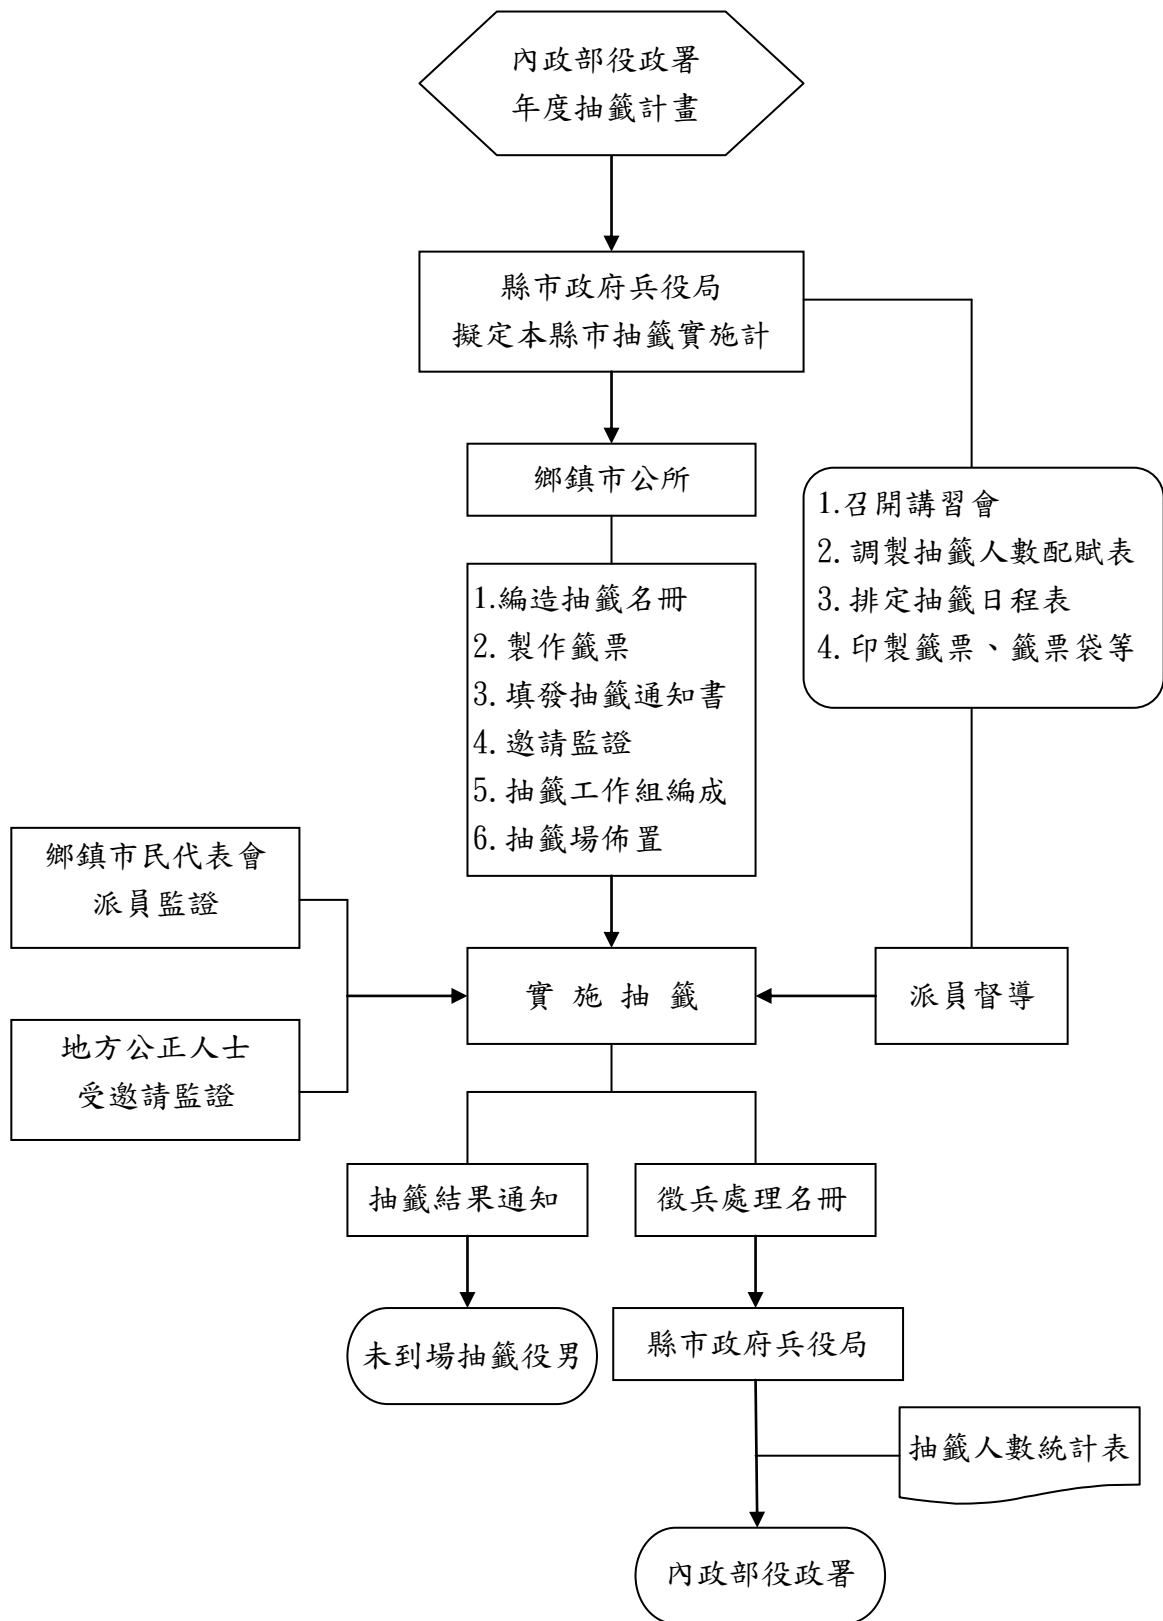 內政部役政署
年度抽籤計畫
縣市政府兵役局
擬定本縣市抽籤實施計
鄉鎮市公所
1.召開講習會
2.調製抽籤人數配賦表
3.排定抽籤日程表
4.印製籤票、籤票袋等
1.編造抽籤名冊
2.製作籤票
3.填發抽籤通知書
4.邀請監證
5.抽籤工作組編成
6.抽籤場佈置
鄉鎮市民代表會
派員監證
實施抽籤
派員督導
地方公正人士
受邀請監證
抽籤結果通知
徵兵處理名冊
未到場抽籤役男
縣市政府兵役局
抽籤人數統計表
內政部役政署